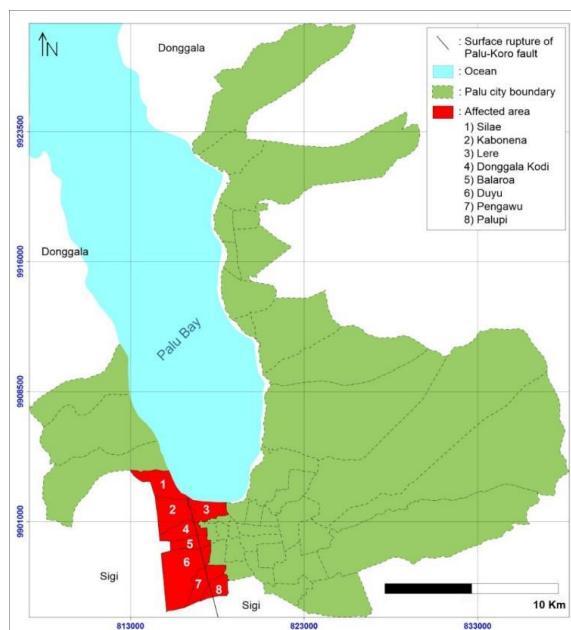 N
Donggala
: Surface rupture of
Palu-Koro fault
: Ocean
: Palu city boundary
: Affected area
1) Silae
2) Kabonena
3) Lere
4) Donggala Kodi
5) Balaroa
6) Duyu
7) Pengawu
8) Palupi
9923500
Donggala
9916000
Palu Bay
9908500
1
2
3
4
5
6
7
8
9901000
Sigi
Sigi
10 Km
813000
823000
833000